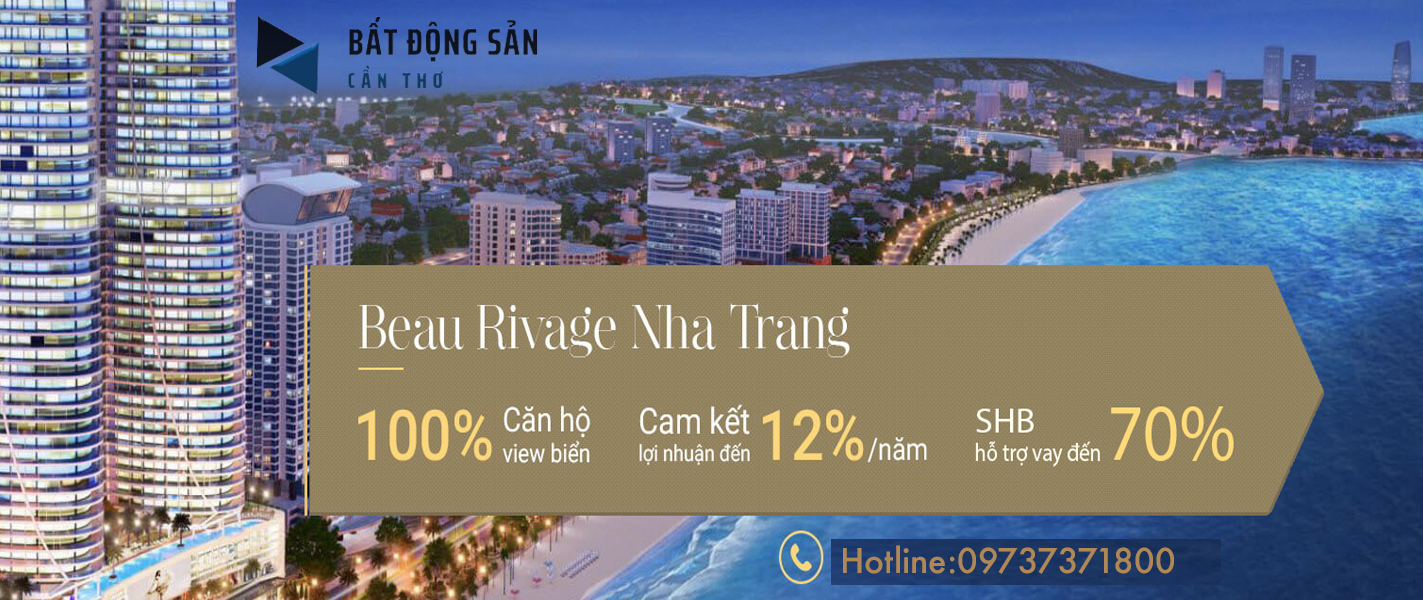 BẤT ĐỘNG SẢN
CẦN THƠ
Beau Rivage Nha Trang
100% Căn hộ view biển
Cam kết lợi nhuận đến 12%/năm
SHB hỗ trợ vay đến 70%
Hotline:09737371800